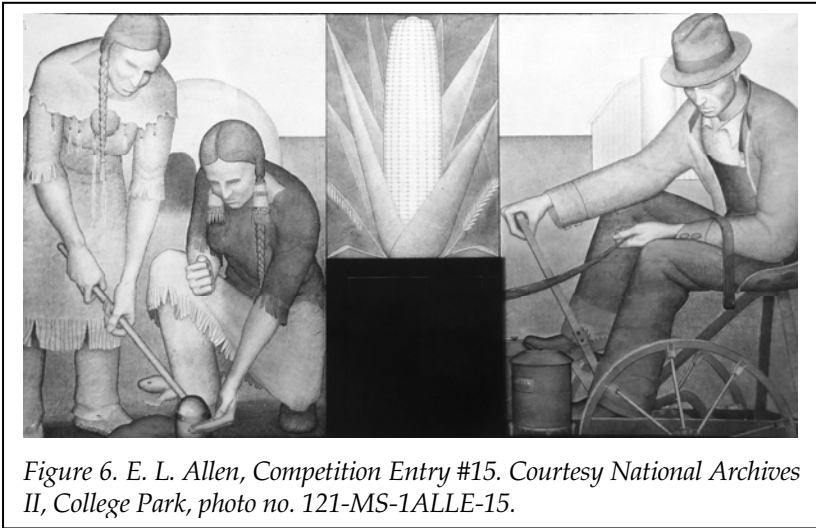 Figure 6. E. L. Allen, Competition Entry #15. Courtesy National Archives
II, College Park, photo no. 121-MS-1ALLE-15.